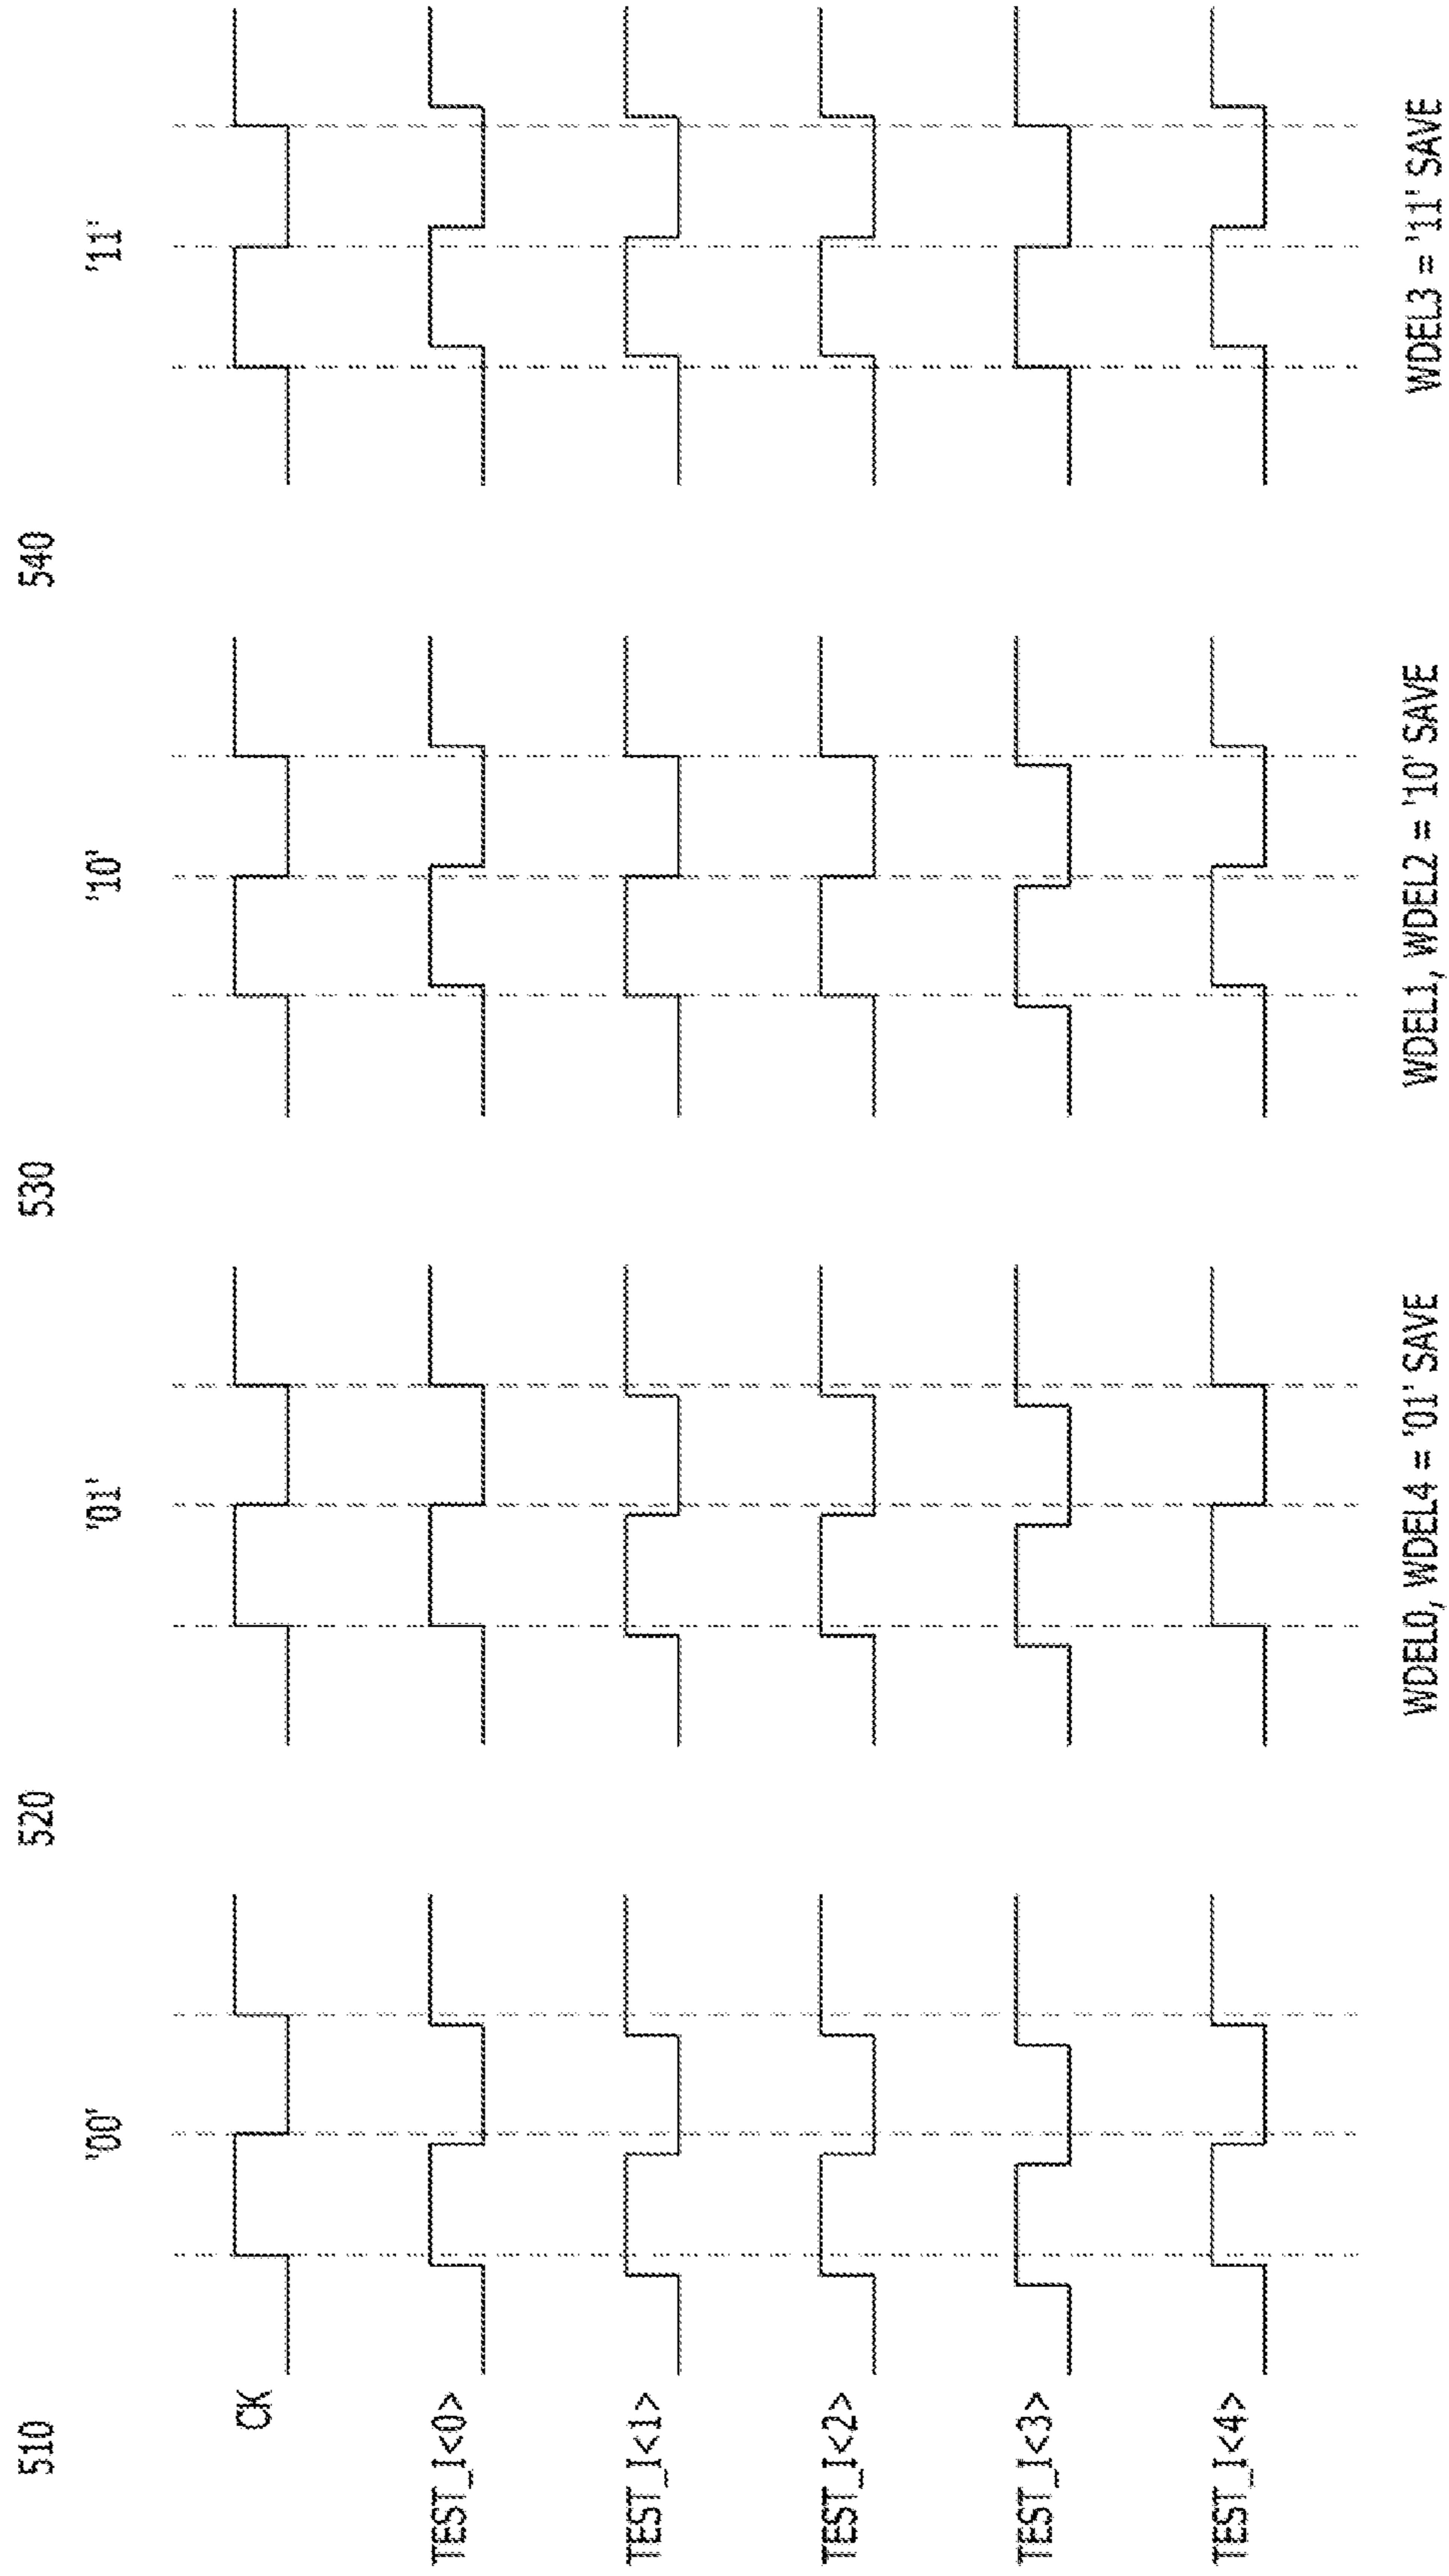 510
'00'
CK
TEST_I<0>
TEST_I<1>
TEST_I<2>
TEST_I<3>
TEST_I<4>
520
'01'
WDEL0, WDEL4 = '01' SAVE
530
'10'
WDEL1, WDEL2 = '10' SAVE
540
'11'
WDEL3 = '11' SAVE